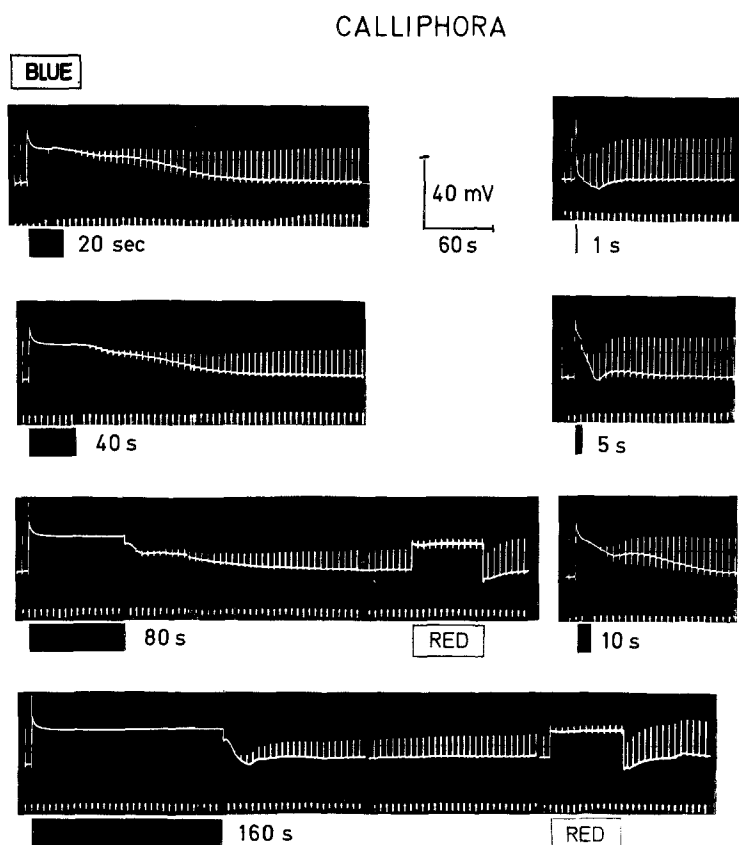 CALLIPHORA
BLUE
20 sec
40 mV
60 s
1 s
40 s
5 s
80 s
RED
10 s
160 s
RED